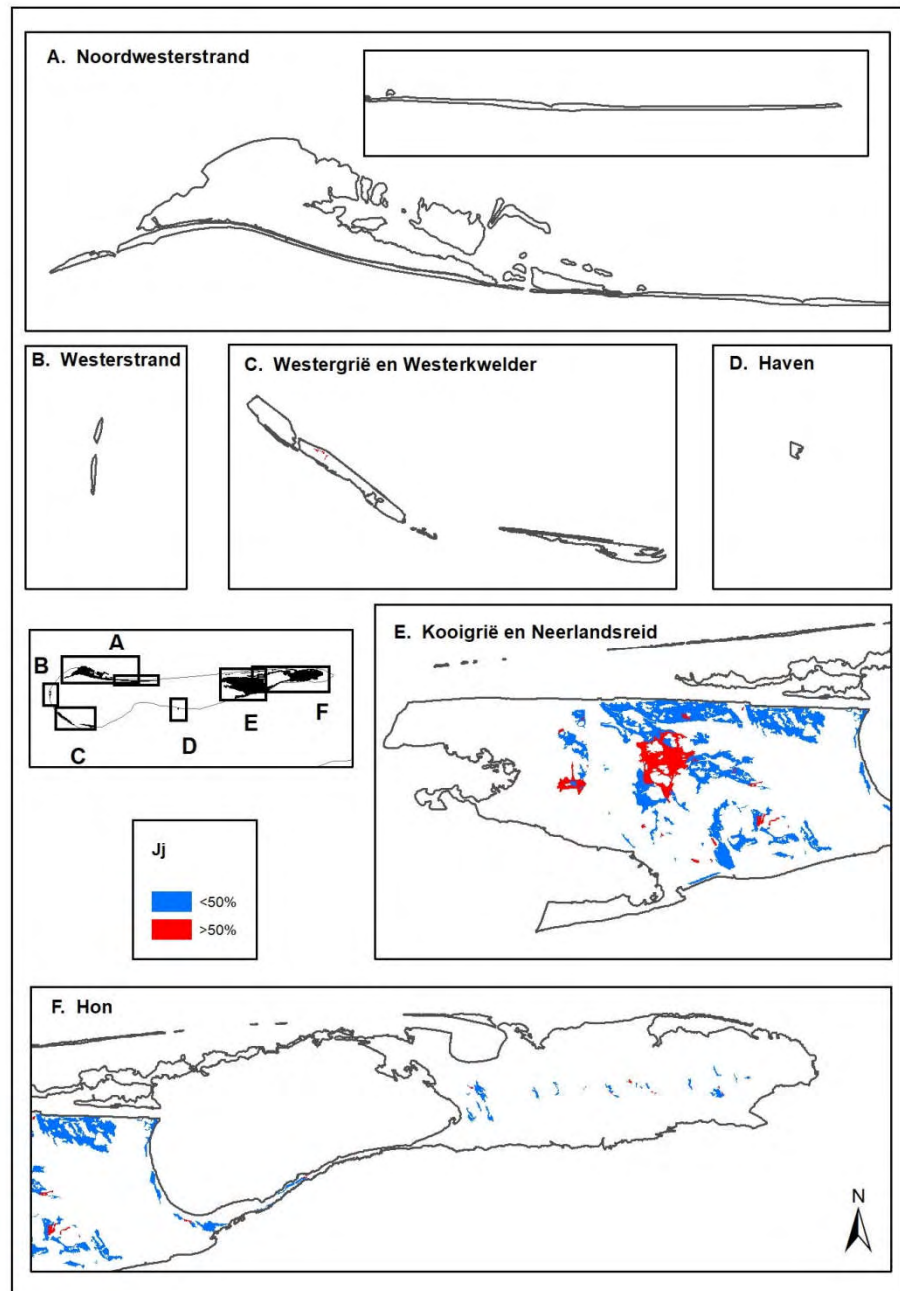 A. Noordwesterstrand
B. Westerstrand
C. Westergrië en Westerkwelder
D. Haven
A
B
C
D
E
F
E. Kooigrië en Neerlandsreid
Jj
<50%
>50%
F. Hon
N